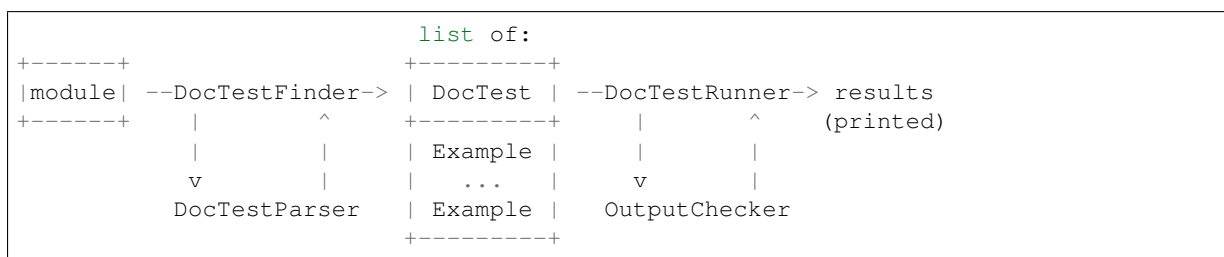 list of:
+------+                   +---------+
|module| --DocTestFinder-> | DocTest | --DocTestRunner-> results
+------+    |        ^     +---------+     |       ^    (printed)
            |        |     | Example |     |       |
            v        |     |   ...   |     v       |
           DocTestParser   | Example |   OutputChecker
                           +---------+